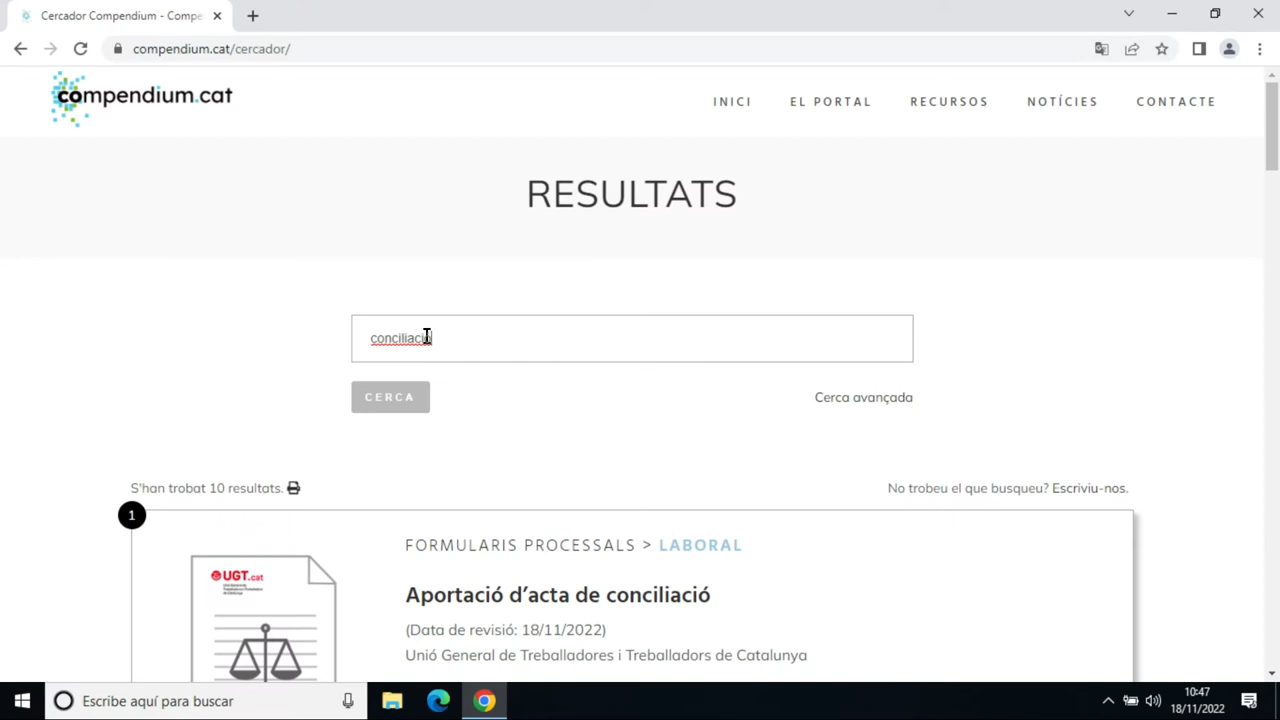 Cercador Compendium - Compe
compendium.cat/cercador/
compendium.cat
INICI EL PORTAL RECURSOS NOTÍCIES CONTACTE
RESULTATS
conciliació
CERCA
Cerca avançada
S'han trobat 10 resultats.
No trobeu el que busqueu? Escriviu-nos.
1
FORMULARIS PROCESSALS > LABORAL
UGT.cat
Aportació d’acta de conciliació
(Data de revisió: 18/11/2022)
Unió General de Treballadores i Treballadors de Catalunya
Escribe aquí para buscar
10:47
18/11/2022